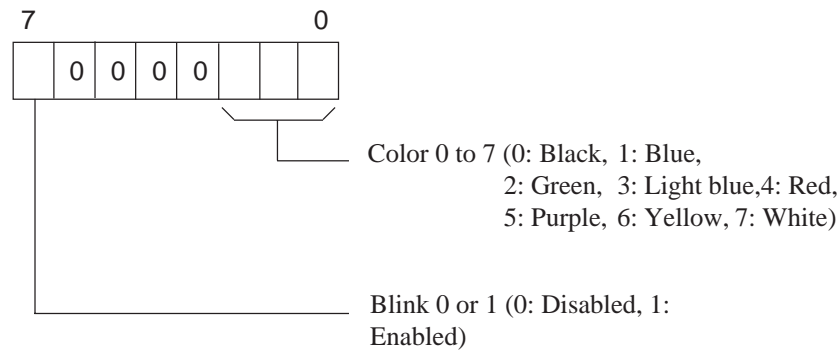 7 0
0 0 0 0
Color 0 to 7 (0: Black, 1: Blue,
2: Green, 3: Light blue,4: Red,
5: Purple, 6: Yellow, 7: White)
Blink 0 or 1 (0: Disabled, 1:
Enabled)